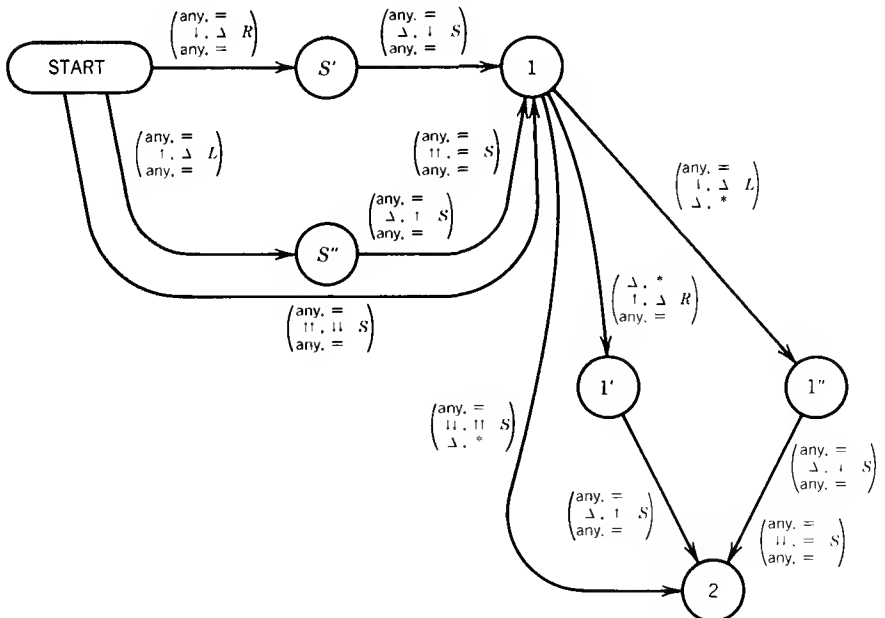 (any, =
↓, Δ R
any, =)
(any, =
Δ, ↓ S
any, =)
START
S′
1
(any, =
↑, Δ L
any, =)
(any, =
↑↑, = S
any, =)
(any, =
↓, Δ L
Δ, *)
(any, =
Δ, ↑ S
any, =)
S″
(Δ, *
↑, Δ R
any, =)
(any, =
↑↑, ↓↓ S
any, =)
1′
1″
(any, =
↓↓, ↑↑ S
Δ, *)
(any, =
Δ, ↓ S
any, =)
(any, =
Δ, ↑ S
any, =)
(any, =
↓↓, = S
any, =)
2